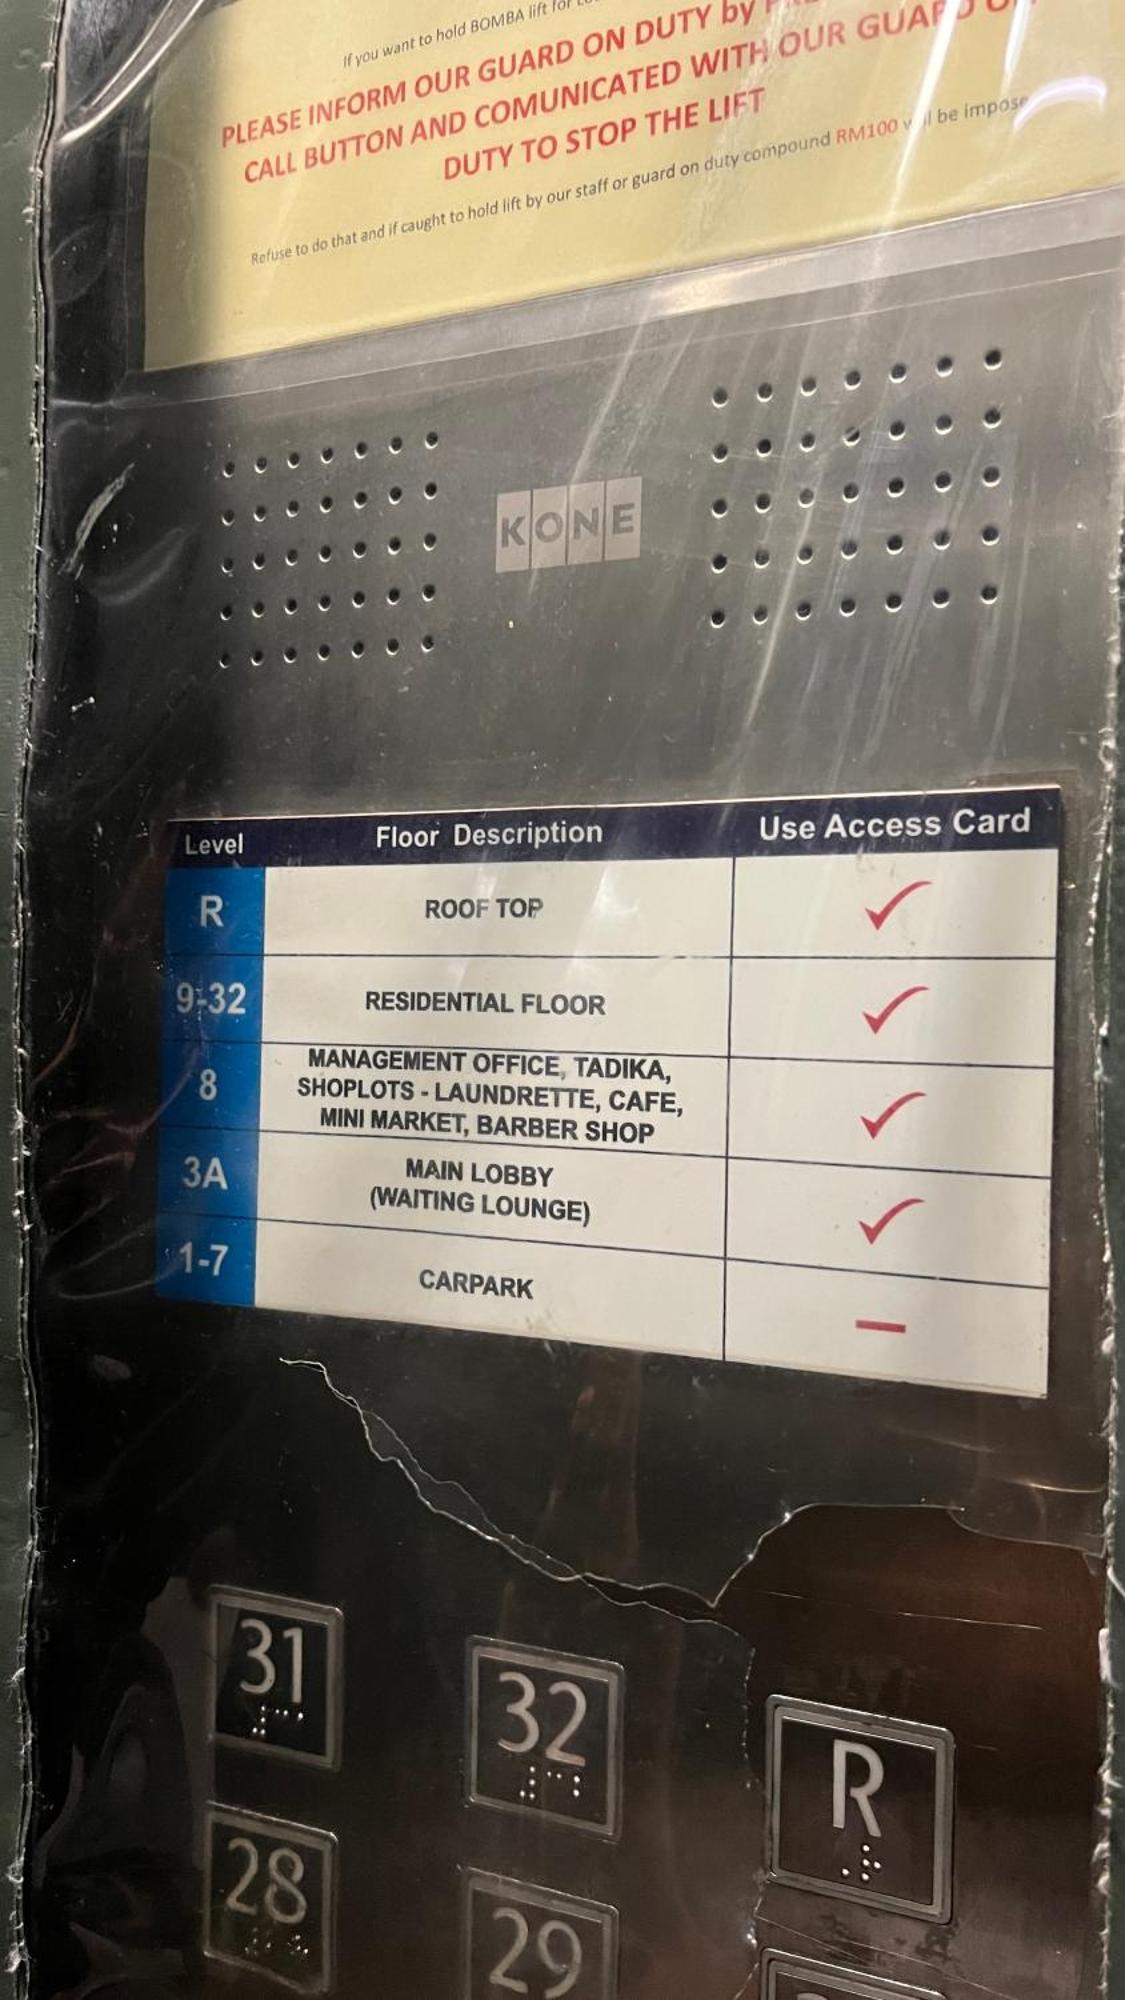 If you want to hold BOMBA lift for
PLEASE INFORM OUR GUARD ON DUTY by
CALL BUTTON AND COMUNICATED WITH OUR GUARD
DUTY TO STOP THE LIFT
Refuse to do that and if caught to hold lift by our staff or guard on duty compound RM100 will be impose
KONE
Level Floor Description Use Access Card
R ROOF TOP
9-32 RESIDENTIAL FLOOR
8 MANAGEMENT OFFICE, TADIKA,
SHOPLOTS - LAUNDRETTE, CAFE,
MINI MARKET, BARBER SHOP
3A MAIN LOBBY
(WAITING LOUNGE)
1-7 CARPARK
31 32 R
28 29